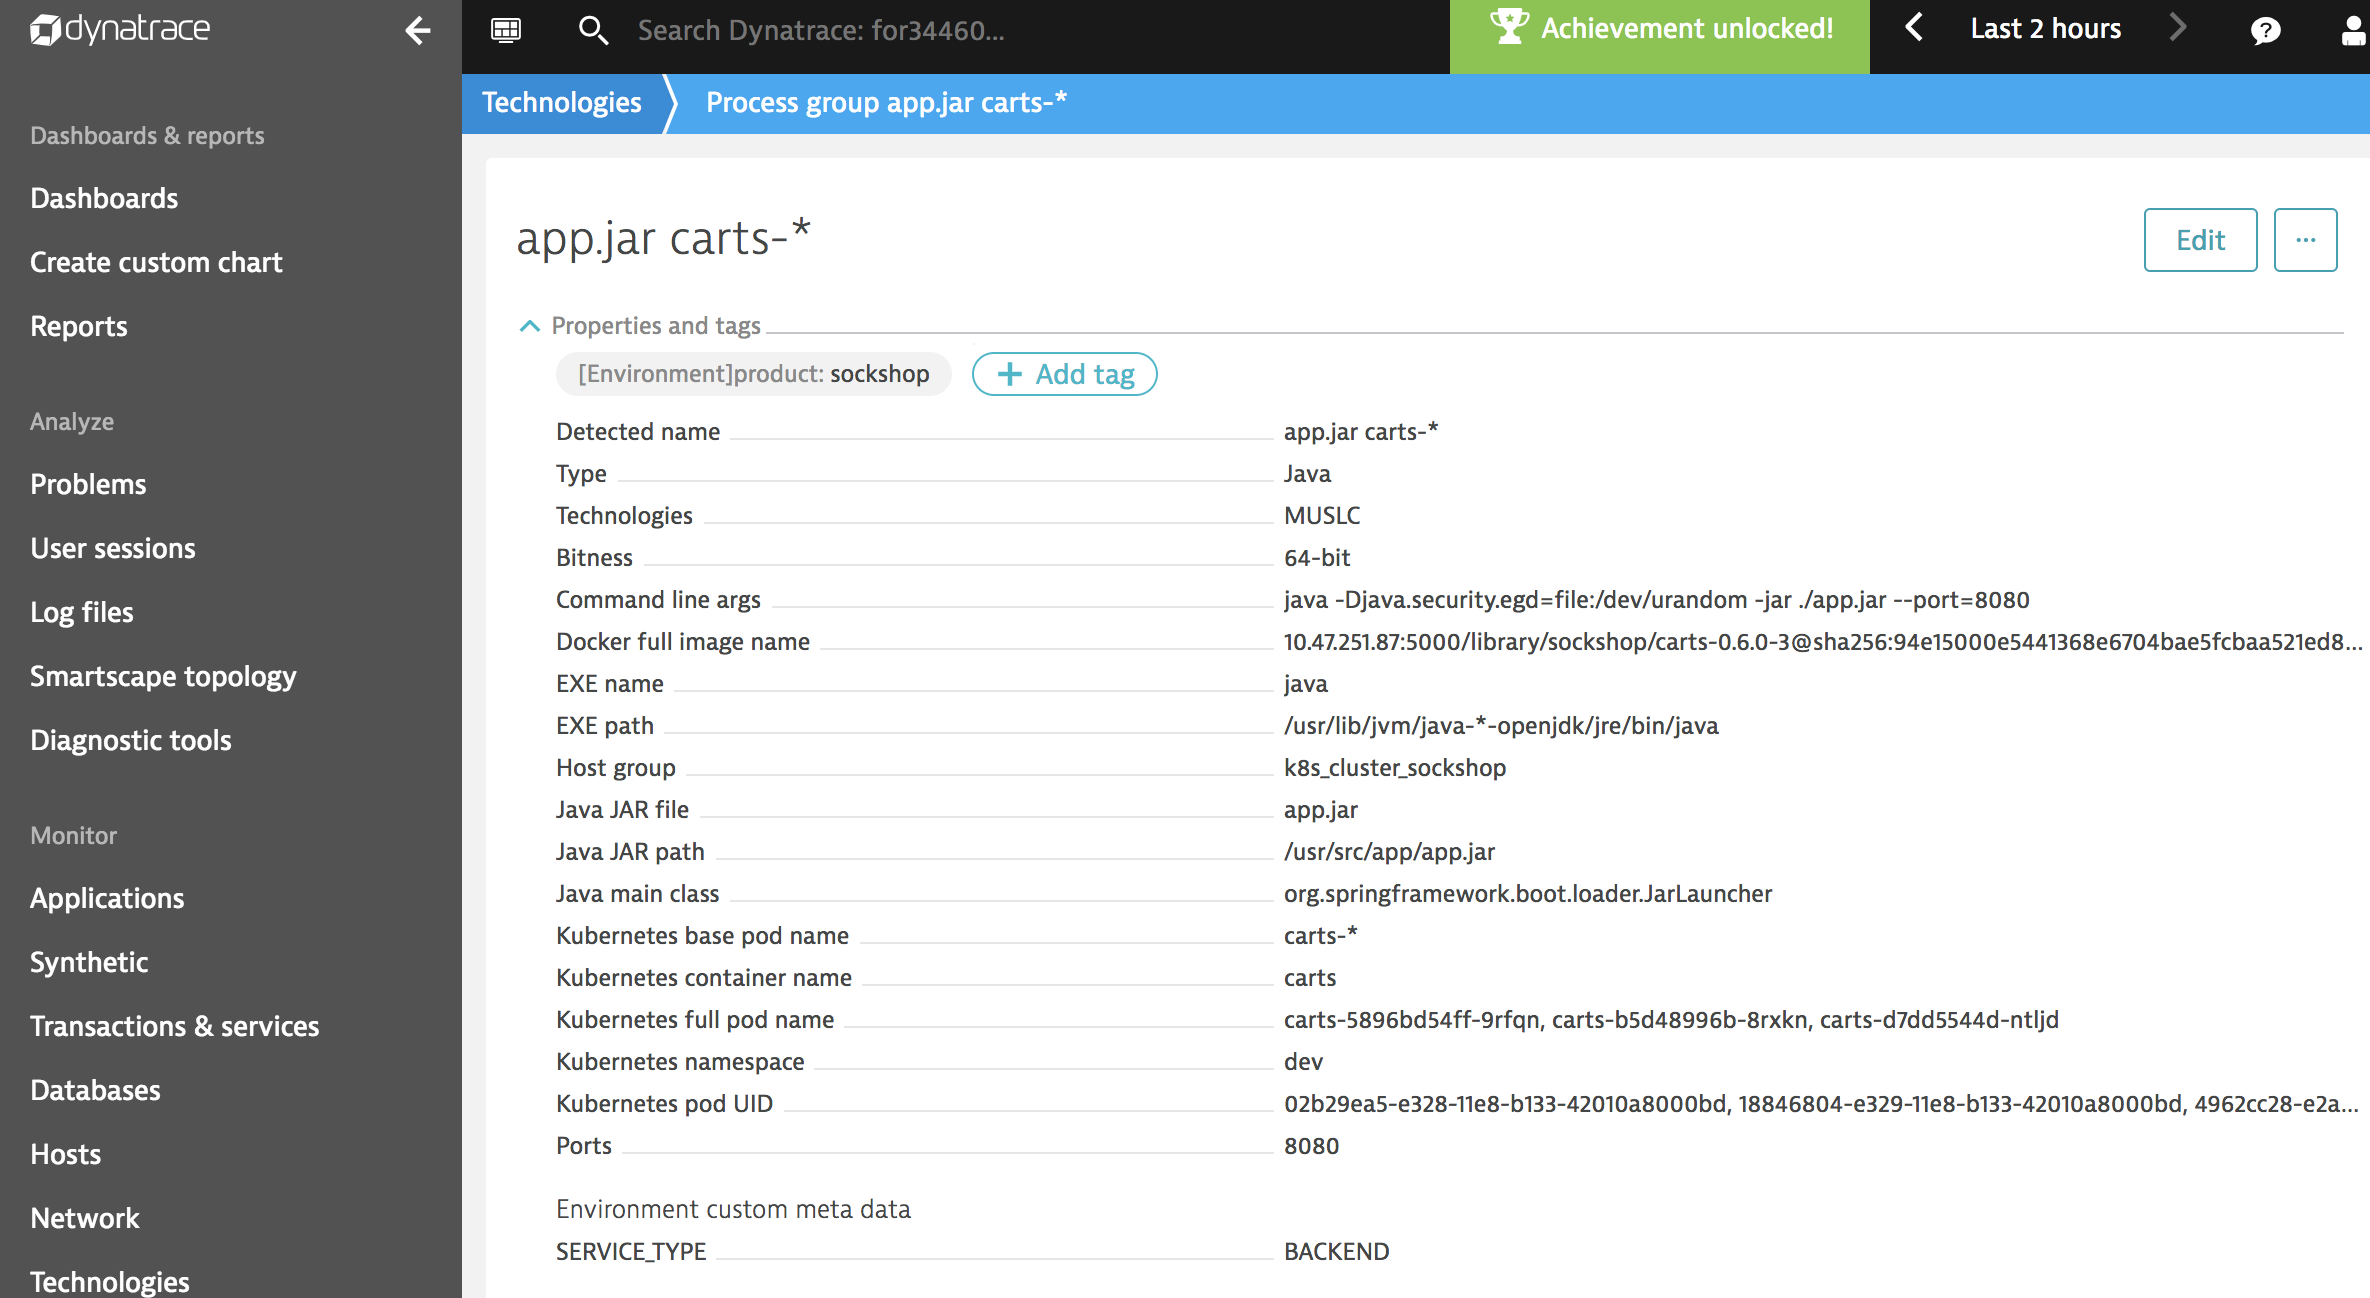 dynatrace
Search Dynatrace: for34460...
Achievement unlocked!
Last 2 hours
Technologies
Process group app.jar carts-*
Dashboards & reports
Dashboards
Create custom chart
Reports
Analyze
Problems
User sessions
Log files
Smartscape topology
Diagnostic tools
Monitor
Applications
Synthetic
Transactions & services
Databases
Hosts
Network
Technologies
app.jar carts-*
Edit
...
Properties and tags
[Environment]product: sockshop
+ Add tag
Detected name app.jar carts-*
Type Java
Technologies MUSLC
Bitness 64-bit
Command line args java -Djava.security.egd=file:/dev/urandom -jar ./app.jar --port=8080
Docker full image name 10.47.251.87:5000/library/sockshop/carts-0.6.0-3@sha256:94e15000e5441368e6704bae5fcbaa521ed8...
EXE name java
EXE path /usr/lib/jvm/java-*-openjdk/jre/bin/java
Host group k8s_cluster_sockshop
Java JAR file app.jar
Java JAR path /usr/src/app/app.jar
Java main class org.springframework.boot.loader.JarLauncher
Kubernetes base pod name carts-*
Kubernetes container name carts
Kubernetes full pod name carts-5896bd54ff-9rfqn, carts-b5d48996b-8rxkn, carts-d7dd5544d-ntljd
Kubernetes namespace dev
Kubernetes pod UID 02b29ea5-e328-11e8-b133-42010a8000bd, 18846804-e329-11e8-b133-42010a8000bd, 4962cc28-e2a...
Ports 8080
Environment custom meta data
SERVICE_TYPE BACKEND